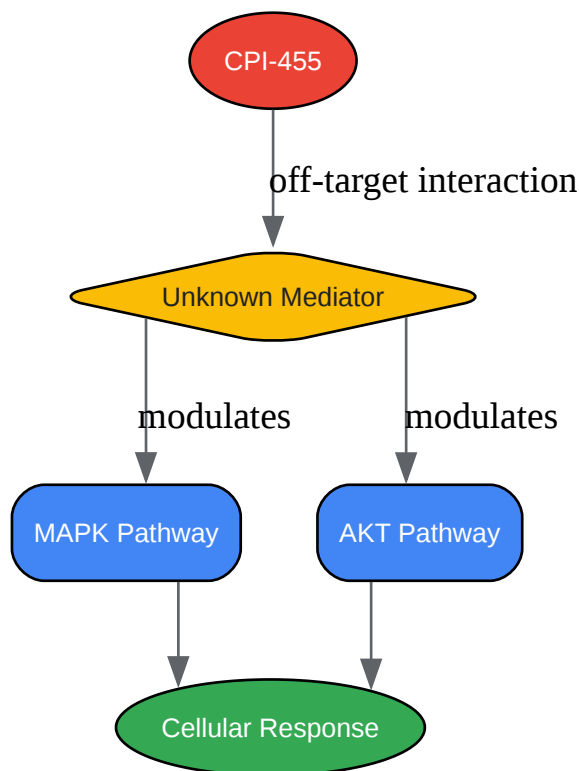 CPI-455
off-target interaction
Unknown Mediator
modulates
modulates
MAPK Pathway
AKT Pathway
Cellular Response